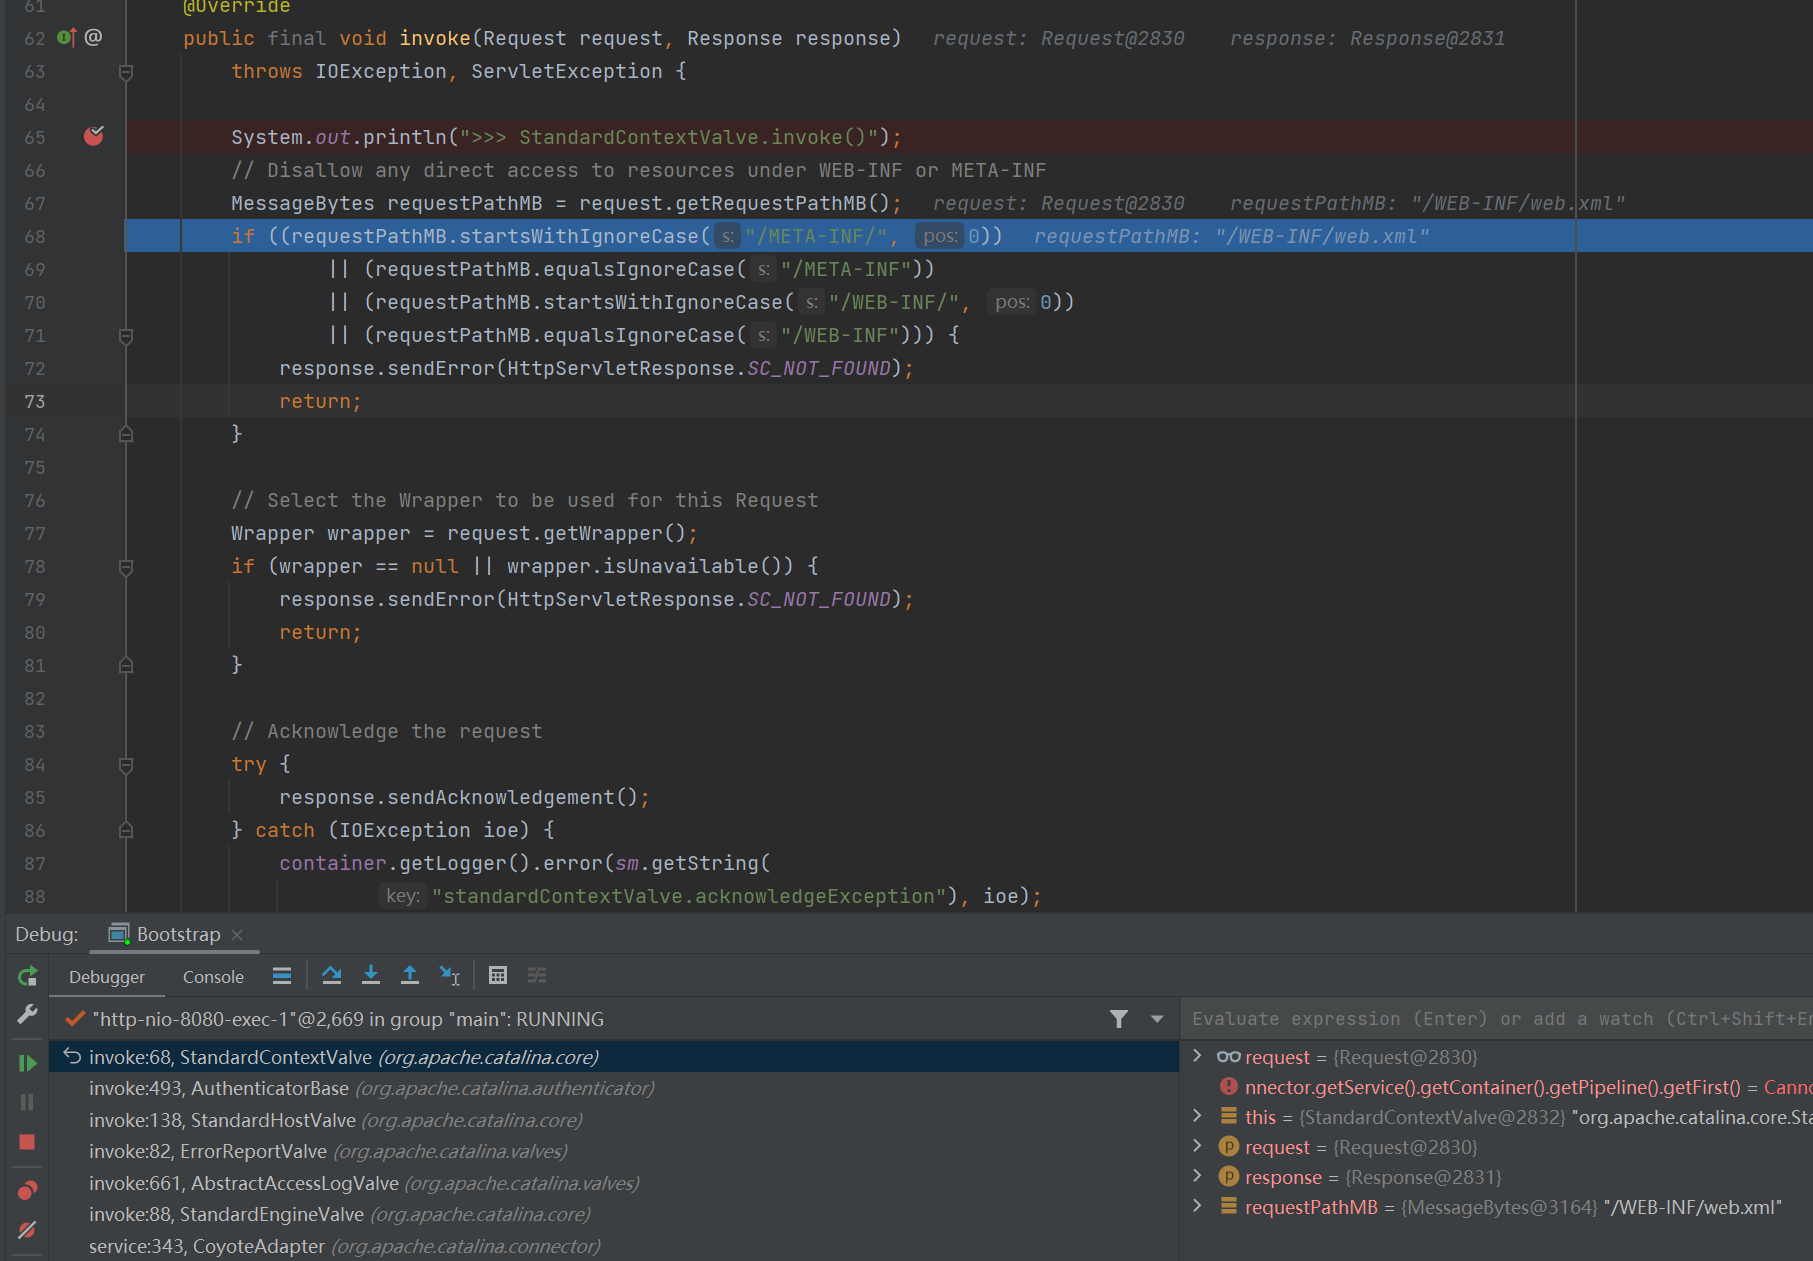 61 @Override
62 @ public final void invoke(Request request, Response response) request: Request@2830 response: Response@2831
63 throws IOException, ServletException {
64
65 System.out.println(">>> StandardContextValve.invoke()");
66 // Disallow any direct access to resources under WEB-INF or META-INF
67 MessageBytes requestPathMB = request.getRequestPathMB(); request: Request@2830 requestPathMB: "/WEB-INF/web.xml"
68 if ((requestPathMB.startsWithIgnoreCase( s: "/META-INF/", pos: 0)) requestPathMB: "/WEB-INF/web.xml"
69 || (requestPathMB.equalsIgnoreCase( s: "/META-INF"))
70 || (requestPathMB.startsWithIgnoreCase( s: "/WEB-INF/", pos: 0))
71 || (requestPathMB.equalsIgnoreCase( s: "/WEB-INF"))) {
72 response.sendError(HttpServletResponse.SC_NOT_FOUND);
73 return;
74 }
75
76 // Select the Wrapper to be used for this Request
77 Wrapper wrapper = request.getWrapper();
78 if (wrapper == null || wrapper.isUnavailable()) {
79 response.sendError(HttpServletResponse.SC_NOT_FOUND);
80 return;
81 }
82
83 // Acknowledge the request
84 try {
85 response.sendAcknowledgement();
86 } catch (IOException ioe) {
87 container.getLogger().error(sm.getString(
88 key: "standardContextValve.acknowledgeException"), ioe);
Debug: Bootstrap
Debugger Console
"http-nio-8080-exec-1"@2,669 in group "main": RUNNING
invoke:68, StandardContextValve (org.apache.catalina.core)
invoke:493, AuthenticatorBase (org.apache.catalina.authenticator)
invoke:138, StandardHostValve (org.apache.catalina.core)
invoke:82, ErrorReportValve (org.apache.catalina.valves)
invoke:661, AbstractAccessLogValve (org.apache.catalina.valves)
invoke:88, StandardEngineValve (org.apache.catalina.core)
service:343, CoyoteAdapter (org.apache.catalina.connector)
Evaluate expression (Enter) or add a watch (Ctrl+Shift+En
request = {Request@2830}
nnector.getService().getContainer().getPipeline().getFirst() = Canno
this = {StandardContextValve@2832} "org.apache.catalina.core.Sta
request = {Request@2830}
response = {Response@2831}
requestPathMB = {MessageBytes@3164} "/WEB-INF/web.xml"